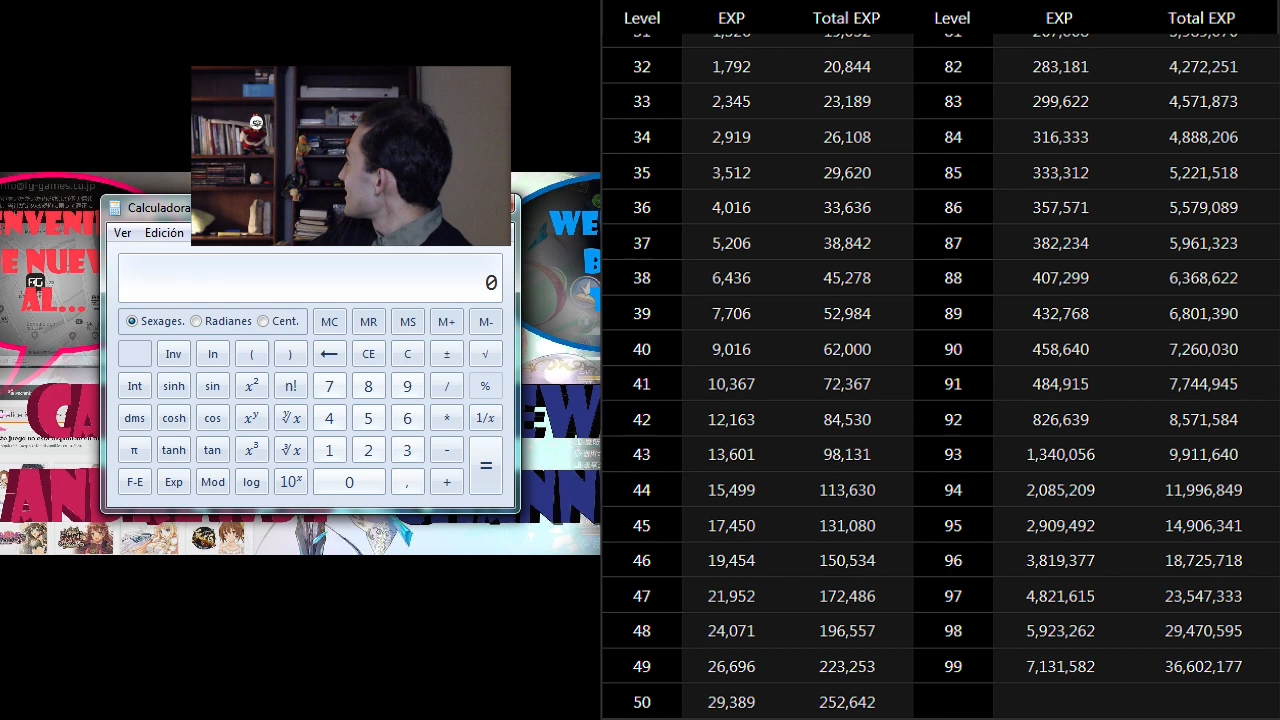 Level EXP Total EXP Level EXP Total EXP
32 1,792 20,844 82 283,181 4,272,251
33 2,345 23,189 83 299,622 4,571,873
34 2,919 26,108 84 316,333 4,888,206
35 3,512 29,620 85 333,312 5,221,518
36 4,016 33,636 86 357,571 5,579,089
37 5,206 38,842 87 382,234 5,961,323
38 6,436 45,278 88 407,299 6,368,622
39 7,706 52,984 89 432,768 6,801,390
40 9,016 62,000 90 458,640 7,260,030
41 10,367 72,367 91 484,915 7,744,945
42 12,163 84,530 92 826,639 8,571,584
43 13,601 98,131 93 1,340,056 9,911,640
44 15,499 113,630 94 2,085,209 11,996,849
45 17,450 131,080 95 2,909,492 14,906,341
46 19,454 150,534 96 3,819,377 18,725,718
47 21,952 172,486 97 4,821,615 23,547,333
48 24,071 196,557 98 5,923,262 29,470,595
49 26,696 223,253 99 7,131,582 36,602,177
50 29,389 252,642
Calculadora
Ver Edición
0
Sexages. Radianes Cent. MC MR MS M+ M-
Inv ln ( ) ← CE C ± √
Int sinh sin x² n! 7 8 9 / %
dms cosh cos xʸ ʸ√x 4 5 6 * 1/x
π tanh tan x³ ³√x 1 2 3 - =
F-E Exp Mod log 10ˣ 0 , +
AL...
WE